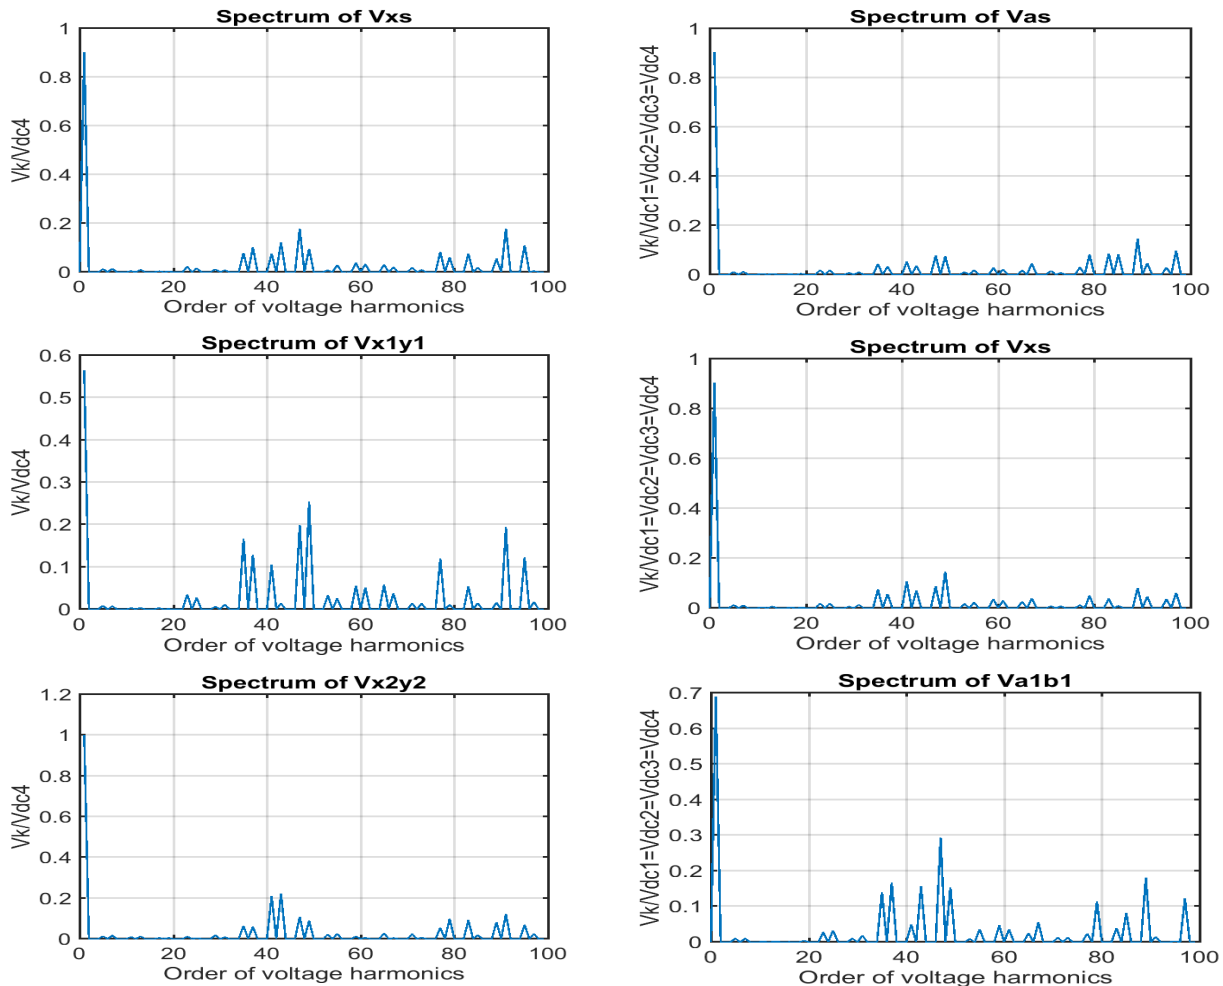 Spectrum of Vxs
1
0.8
0.6
0.4
0.2
0
Vk/Vdc4
0 20 40 60 80 100
Order of voltage harmonics
Spectrum of Vas
1
0.8
0.6
0.4
0.2
0
Vk/Vdc1=Vdc2=Vdc3=Vdc4
0 20 40 60 80 100
Order of voltage harmonics
Spectrum of Vx1y1
0.6
0.5
0.4
0.3
0.2
0.1
0
Vk/Vdc4
0 20 40 60 80 100
Order of voltage harmonics
Spectrum of Vxs
1
0.8
0.6
0.4
0.2
0
Vk/Vdc1=Vdc2=Vdc3=Vdc4
0 20 40 60 80 100
Order of voltage harmonics
Spectrum of Vx2y2
1.2
1
0.8
0.6
0.4
0.2
0
Vk/Vdc4
0 20 40 60 80 100
Order of voltage harmonics
Spectrum of Va1b1
0.7
0.6
0.5
0.4
0.3
0.2
0.1
0
Vk/Vdc1=Vdc2=Vdc3=Vdc4
0 20 40 60 80 100
Order of voltage harmonics